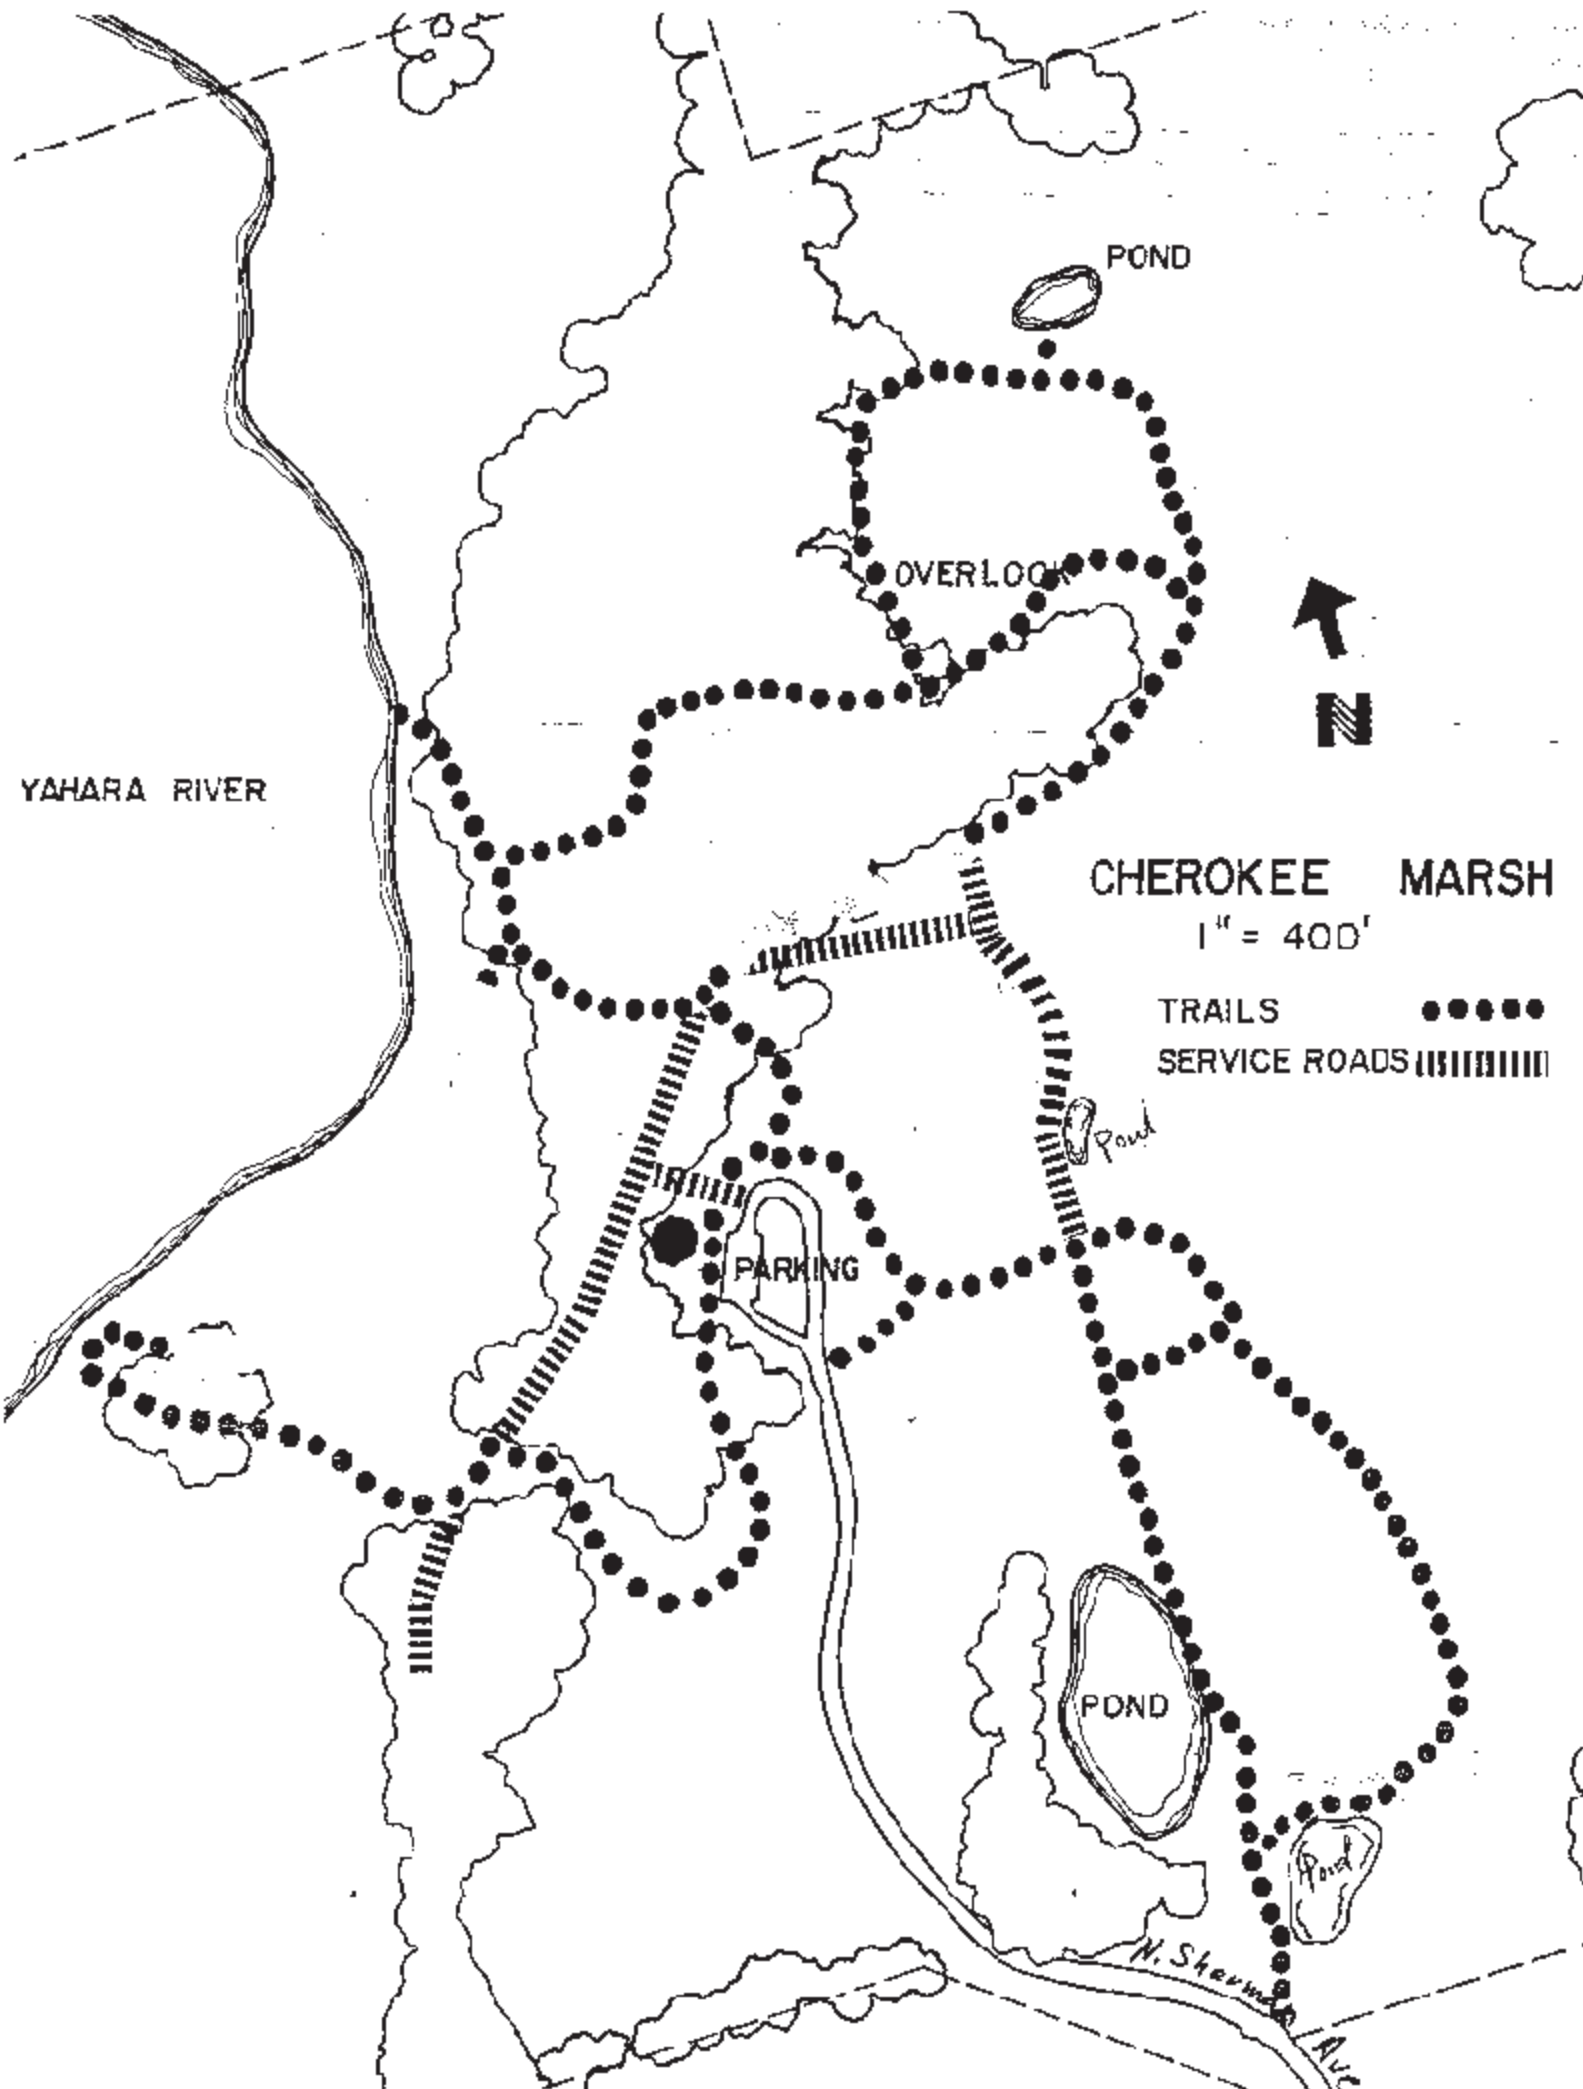 POND
OVERLOOK
N
YAHARA RIVER
CHEROKEE MARSH
1" = 400'
TRAILS
SERVICE ROADS
Pond
PARKING
POND
Pond
N. Sherman Ave